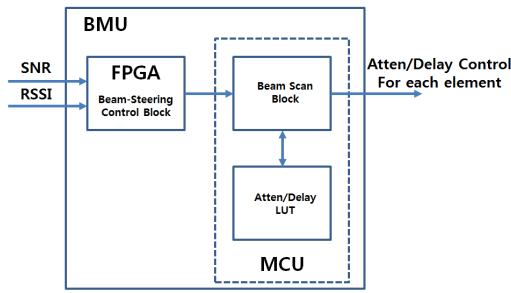 BMU
SNR
RSSI
FPGA
Beam-Steering
Control Block
Beam Scan
Block
Atten/Delay
LUT
MCU
Atten/Delay Control
For each element